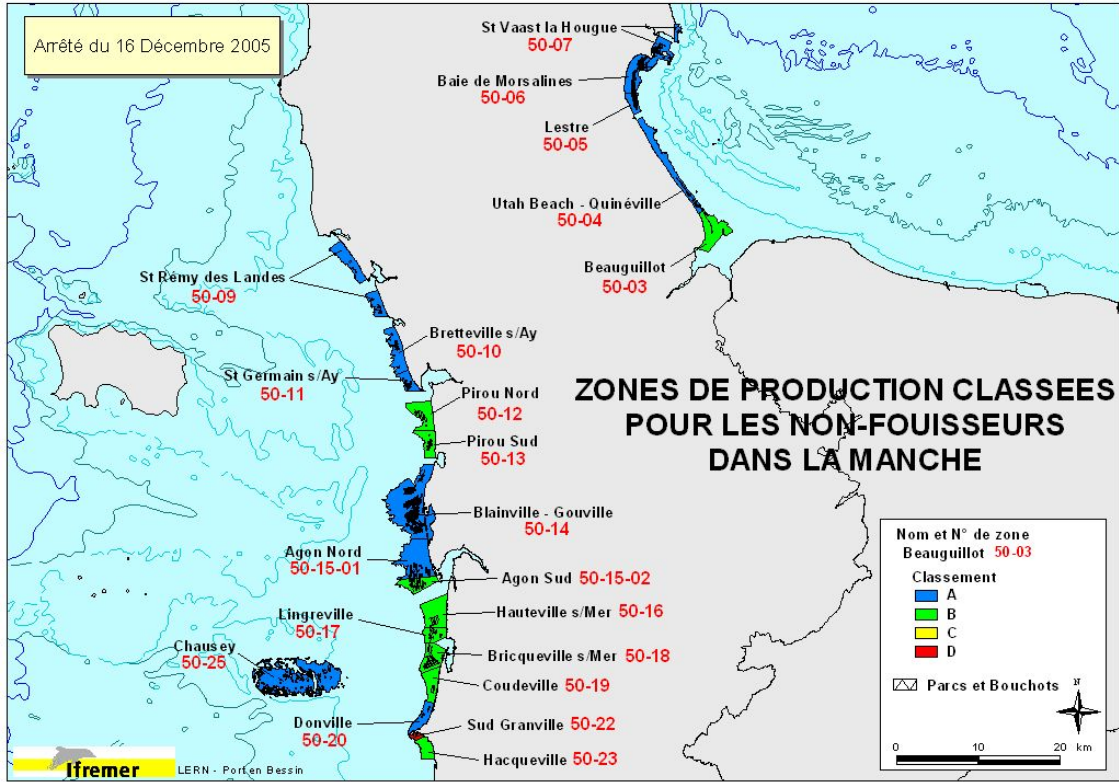 Arrêté du 16 Décembre 2005
St Vaast la Hougue
50-07
Baie de Morsalines
50-06
Lestre
50-05
Utah Beach - Quinéville
50-04
Beauguillot
50-03
St Rémy des Landes
50-09
Bretteville s/Ay
50-10
St Germain s/Ay
50-11
Pirou Nord
50-12
Pirou Sud
50-13
ZONES DE PRODUCTION CLASSEES
POUR LES NON-FOUISSEURS
DANS LA MANCHE
Blainville - Gouville
50-14
Agon Nord
50-15-01
Agon Sud 50-15-02
Hauteville s/Mer 50-16
Lingreville
50-17
Chausey
50-25
Bricqueville s/Mer 50-18
Coudeville 50-19
Donville
50-20
Sud Granville 50-22
Hacqueville 50-23
Nom et N° de zone
Beauguillot 50-03
Classement
A
B
C
D
Parcs et Bouchots
N
0 10 20 km
Ifremer
LERN - Port en Bessin